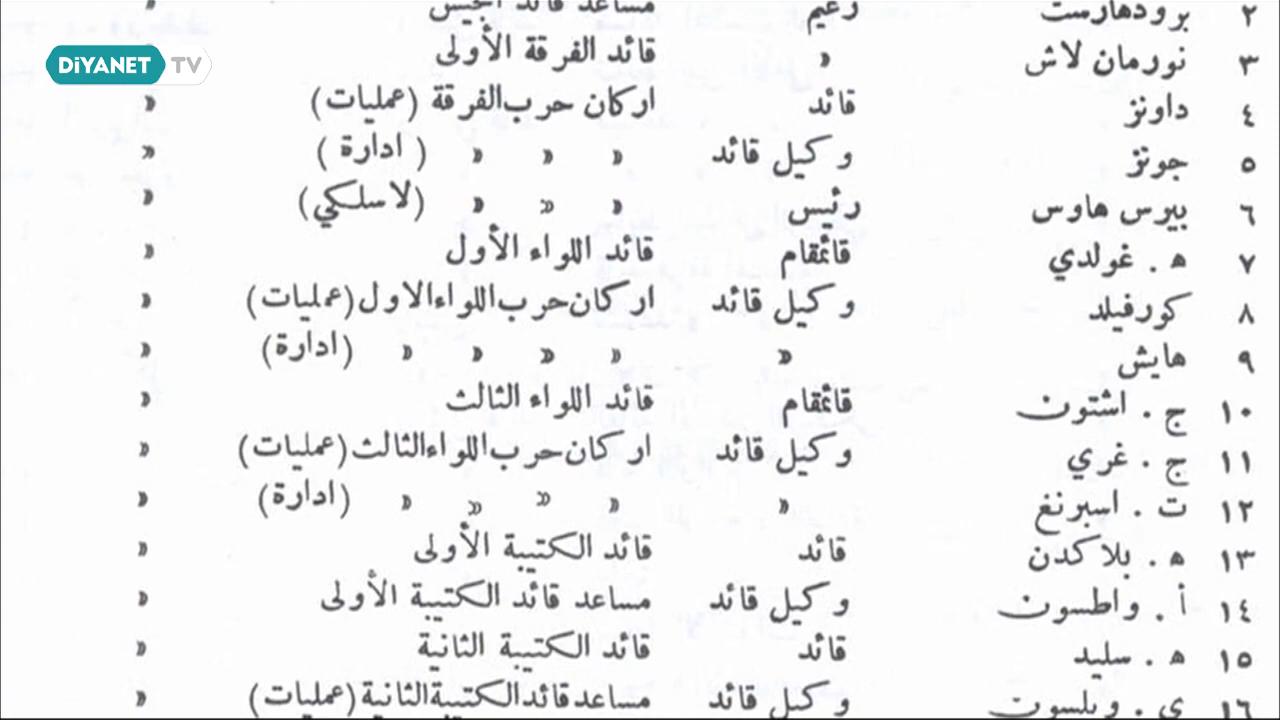 DİYANET TV
٢ برودهارست زعيم مساعد قائد الجيس
٣ نورمان لاش » قائد الفرقة الأولى »
٤ داونز قائد اركان حرب الفرقة (عمليات) »
٥ جونز وكيل قائد » » » (ادارة) »
٦ بيرس هاوس رئيس » » » (لاسلكي) »
٧ ه . غولدي قائمقام قائد اللواء الأول »
٨ كورفيلد وكيل قائد اركان حرب اللواء الاول (عمليات) »
٩ هايش » » » » » (ادارة) »
١٠ ج . اشتون قائمقام قائد اللواء الثالث »
١١ ج . غري وكيل قائد اركان حرب اللواء الثالث (عمليات) »
١٢ ت . اسبرنغ » » » » » (ادارة) »
١٣ ه . بلاكدن قائد قائد الكتيبة الأولى »
١٤ أ . واطسون وكيل قائد مساعد قائد الكتيبة الأولى »
١٥ ه . سليد قائد قائد الكتيبة الثانية »
١٦ ي . ويلسون وكيل قائد مساعد قائد الكتيبة الثانية (عمليات) »